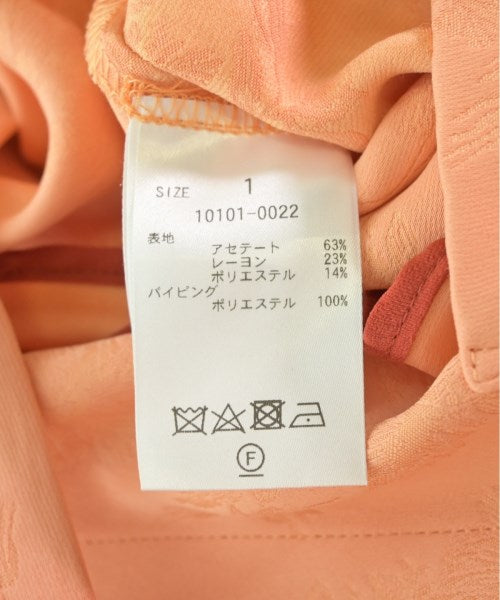 SIZE 1
10101-0022
表地
アセテート 63%
レーヨン 23%
ポリエステル 14%
パイピング
ポリエステル 100%
F